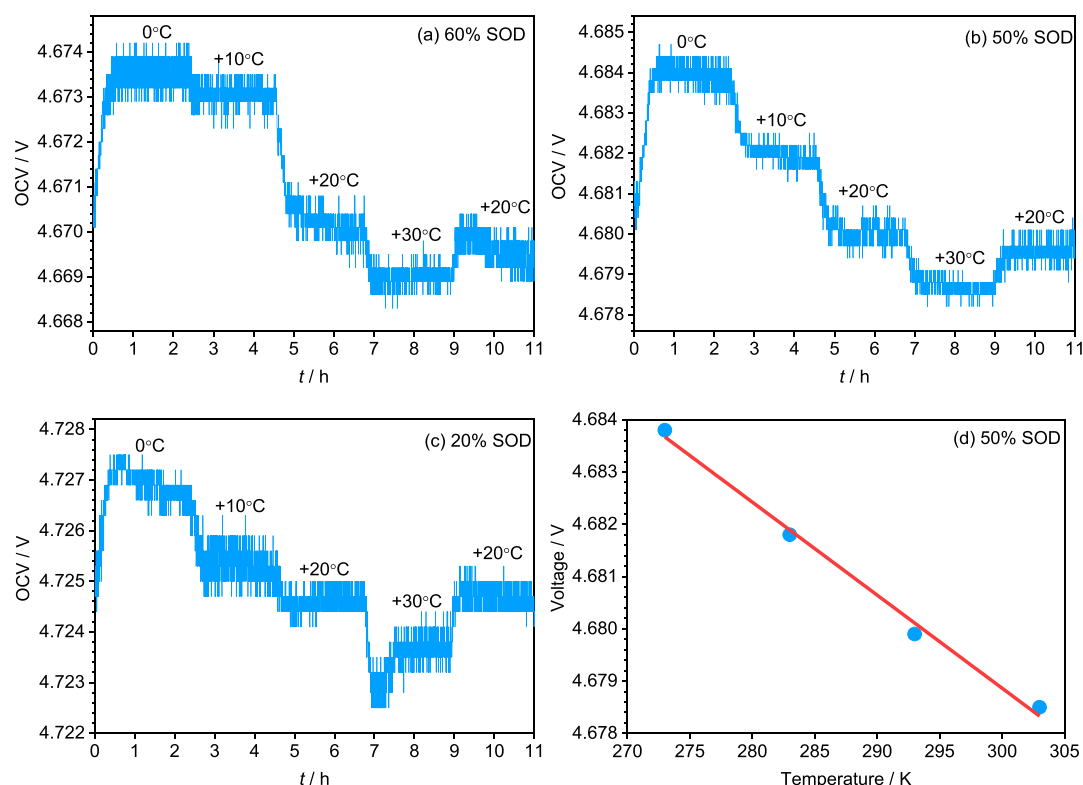 (a) 60% SOD
0°C
+10°C
+20°C
+30°C
+20°C
OCV / V
4.674
4.673
4.672
4.671
4.670
4.669
4.668
0 1 2 3 4 5 6 7 8 9 10 11
t / h
(b) 50% SOD
0°C
+10°C
+20°C
+30°C
+20°C
OCV / V
4.685
4.684
4.683
4.682
4.681
4.680
4.679
4.678
0 1 2 3 4 5 6 7 8 9 10 11
t / h
(c) 20% SOD
0°C
+10°C
+20°C
+30°C
+20°C
OCV / V
4.728
4.727
4.726
4.725
4.724
4.723
4.722
0 1 2 3 4 5 6 7 8 9 10 11
t / h
(d) 50% SOD
Voltage / V
4.684
4.683
4.682
4.681
4.680
4.679
4.678
270 275 280 285 290 295 300 305
Temperature / K